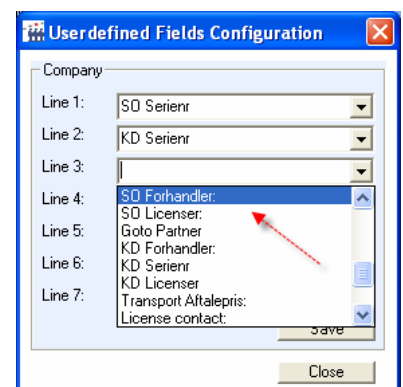 Userdefined Fields Configuration
Company
Line 1: SO Serienr
Line 2: KD Serienr
Line 3:
Line 4:
Line 5:
Line 6:
Line 7:
SO Forhandler:
SO Licenser:
Goto Partner
KD Forhandler:
KD Serienr
KD Licenser
Transport Aftalepris:
License contact:
Save
Close